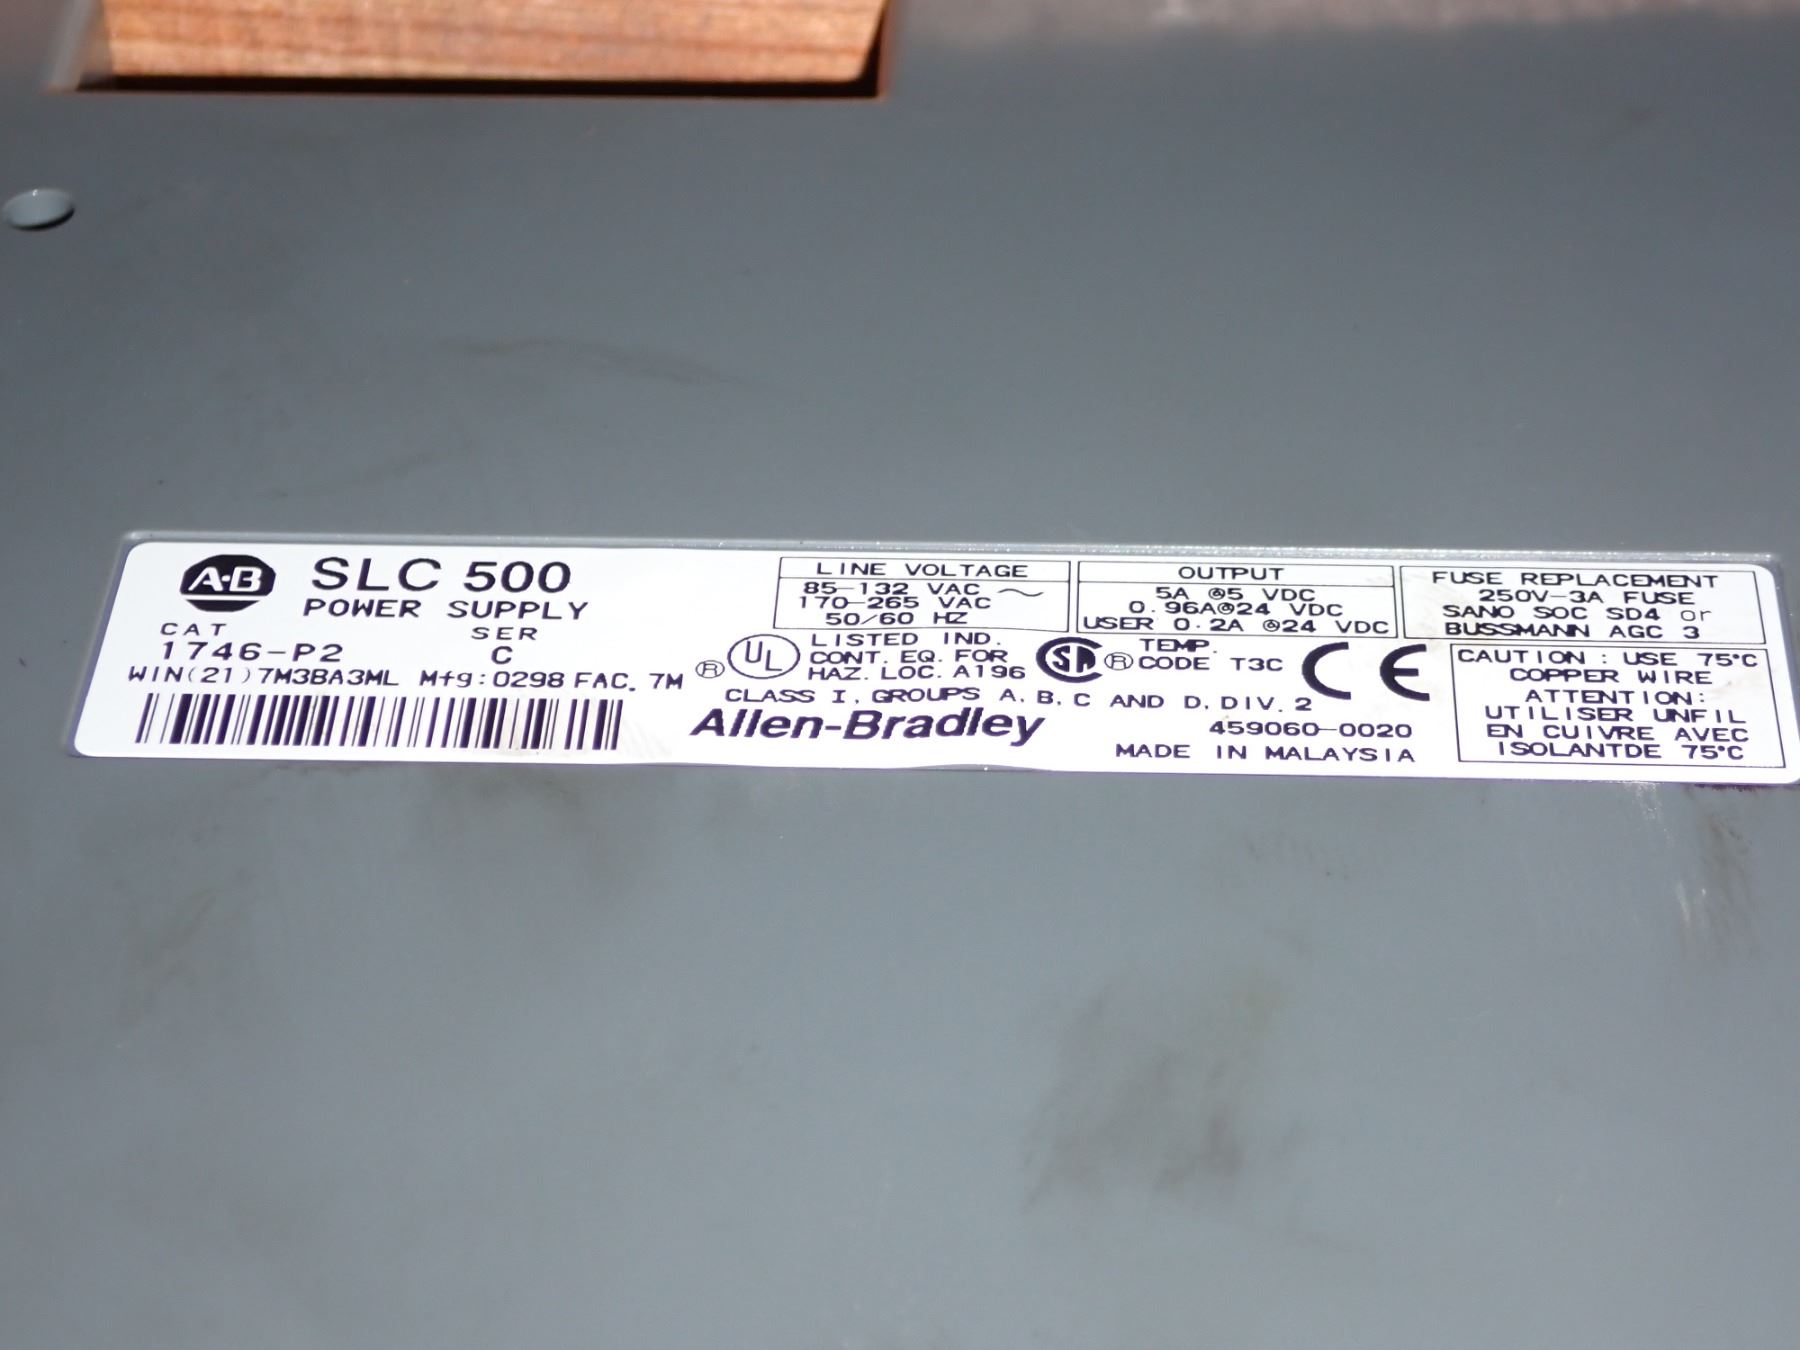 A·B SLC 500
POWER SUPPLY
CAT SER
1746-P2 C
WIN(21)7M3BA3ML Mfg:0298 FAC. 7M
LINE VOLTAGE
85-132 VAC ~
170-265 VAC
50/60 HZ
OUTPUT
5A @5 VDC
0.96A@24 VDC
USER 0.2A @24 VDC
FUSE REPLACEMENT
250V-3A FUSE
SANO SOC SD4 or
BUSSMANN AGC 3
® UL LISTED IND.
CONT. EQ. FOR
HAZ. LOC. A196
SA ® TEMP.
CODE T3C
CE
CLASS I, GROUPS A, B, C AND D, DIV. 2
Allen-Bradley
459060-0020
MADE IN MALAYSIA
CAUTION : USE 75°C
COPPER WIRE
ATTENTION:
UTILISER UNFIL
EN CUIVRE AVEC
ISOLANTDE 75°C